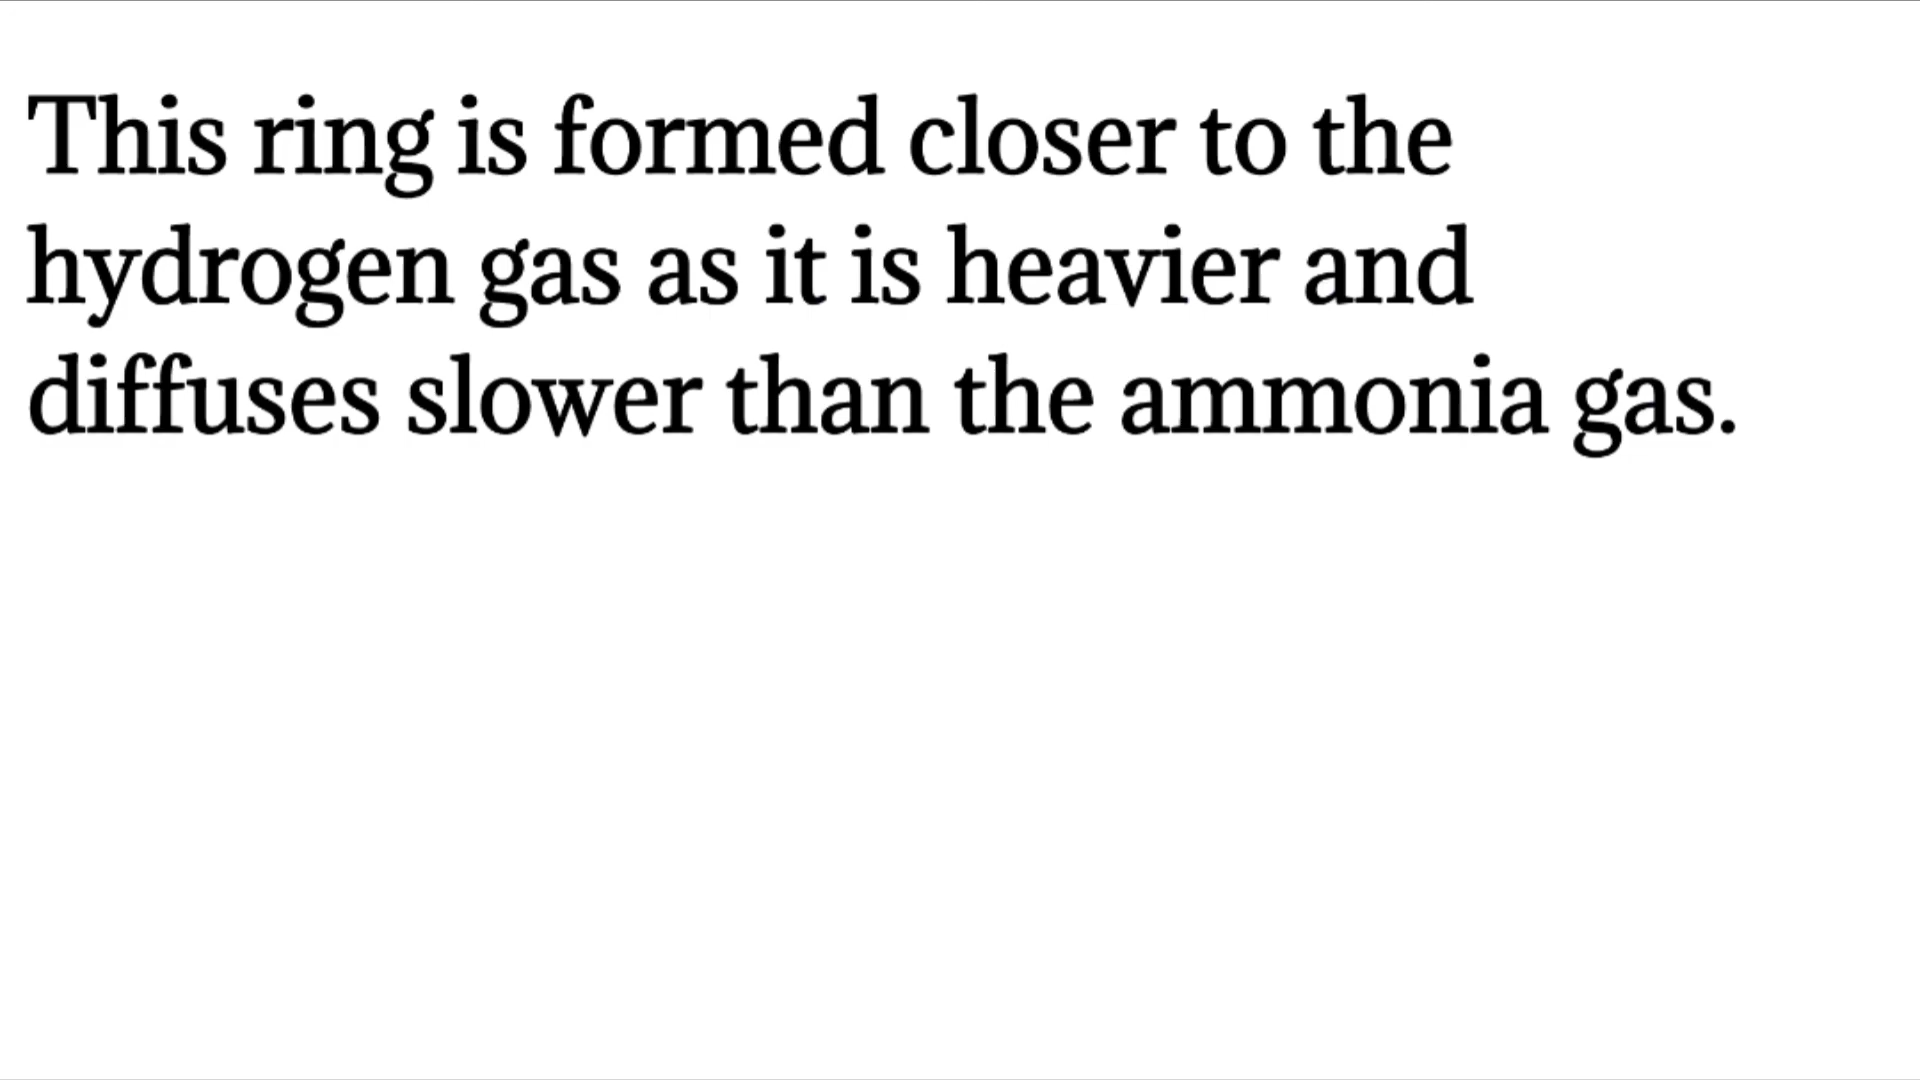 This ring is formed closer to the
hydrogen gas as it is heavier and
diffuses slower than the ammonia gas.